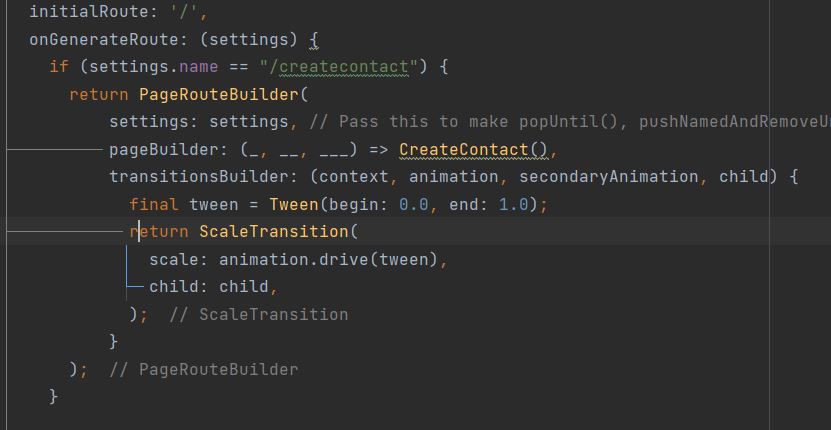 initialRoute: '/',
onGenerateRoute: (settings) {
if (settings.name == "/createcontact") {
return PageRouteBuilder(
settings: settings, // Pass this to make popUntil(), pushNamedAndRemoveU
pageBuilder: (_, __, ___) => CreateContact(),
transitionsBuilder: (context, animation, secondaryAnimation, child) {
final tween = Tween(begin: 0.0, end: 1.0);
return ScaleTransition(
scale: animation.drive(tween),
child: child,
); // ScaleTransition
}
); // PageRouteBuilder
}